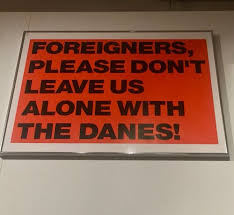 FOREIGNERS,
PLEASE DON'T
LEAVE US
ALONE WITH
THE DANES!